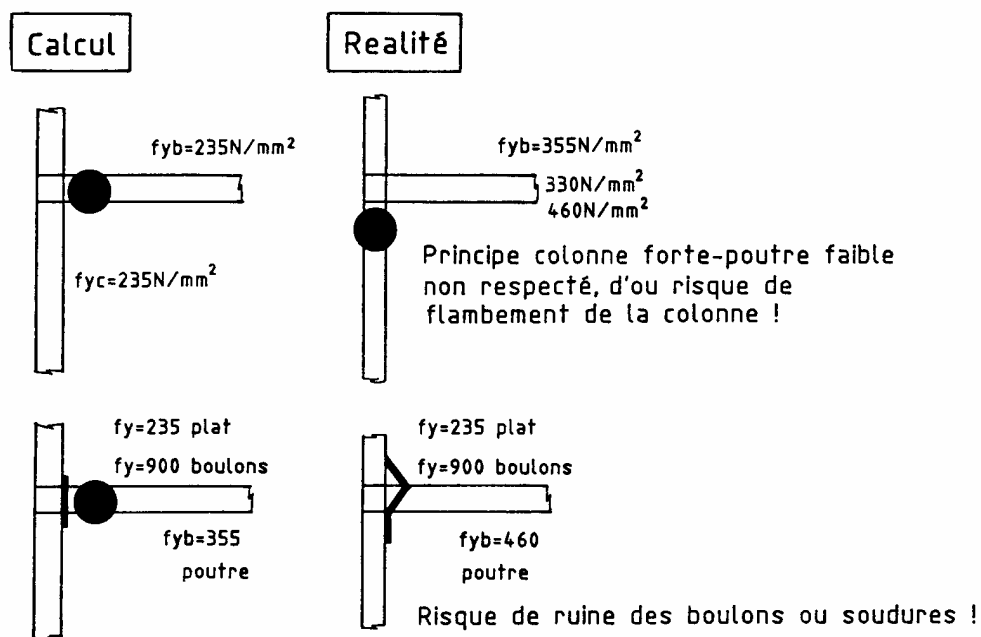 Calcul
Realité
fyb=235N/mm²
fyc=235N/mm²
fyb=355N/mm²
330N/mm²
460N/mm²
Principe colonne forte-poutre faible
non respecté, d'ou risque de
flambement de la colonne !
fy=235 plat
fy=900 boulons
fyb=355
poutre
fy=235 plat
fy=900 boulons
fyb=460
poutre
Risque de ruine des boulons ou soudures !